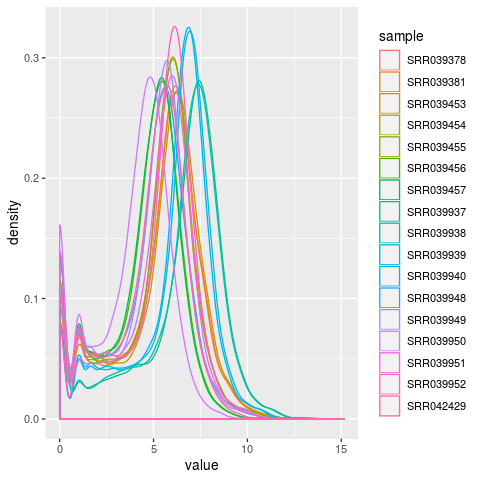 sample
SRR039378
SRR039381
SRR039453
SRR039454
SRR039455
SRR039456
SRR039457
SRR039937
SRR039938
SRR039939
SRR039940
SRR039948
SRR039949
SRR039950
SRR039951
SRR039952
SRR042429
0.3
0.2
0.1
0.0
density
0
5
10
15
value